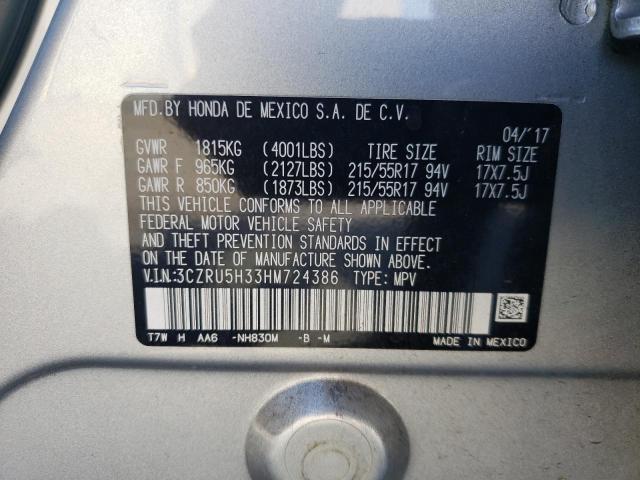 MFD. BY HONDA DE MEXICO S.A. DE C.V.
04/'17
GVWR 1815KG (4001LBS) TIRE SIZE RIM SIZE
GAWR F 965KG (2127LBS) 215/55R17 94V 17X7.5J
GAWR R 850KG (1873LBS) 215/55R17 94V 17X7.5J
THIS VEHICLE CONFORMS TO ALL APPLICABLE
FEDERAL MOTOR VEHICLE SAFETY
AND THEFT PREVENTION STANDARDS IN EFFECT
ON THE DATE OF MANUFACTURE SHOWN ABOVE.
V.I.N:3CZRU5H33HM724386 TYPE: MPV
T7W H AA6 -NH830M -B -M
MADE IN MEXICO